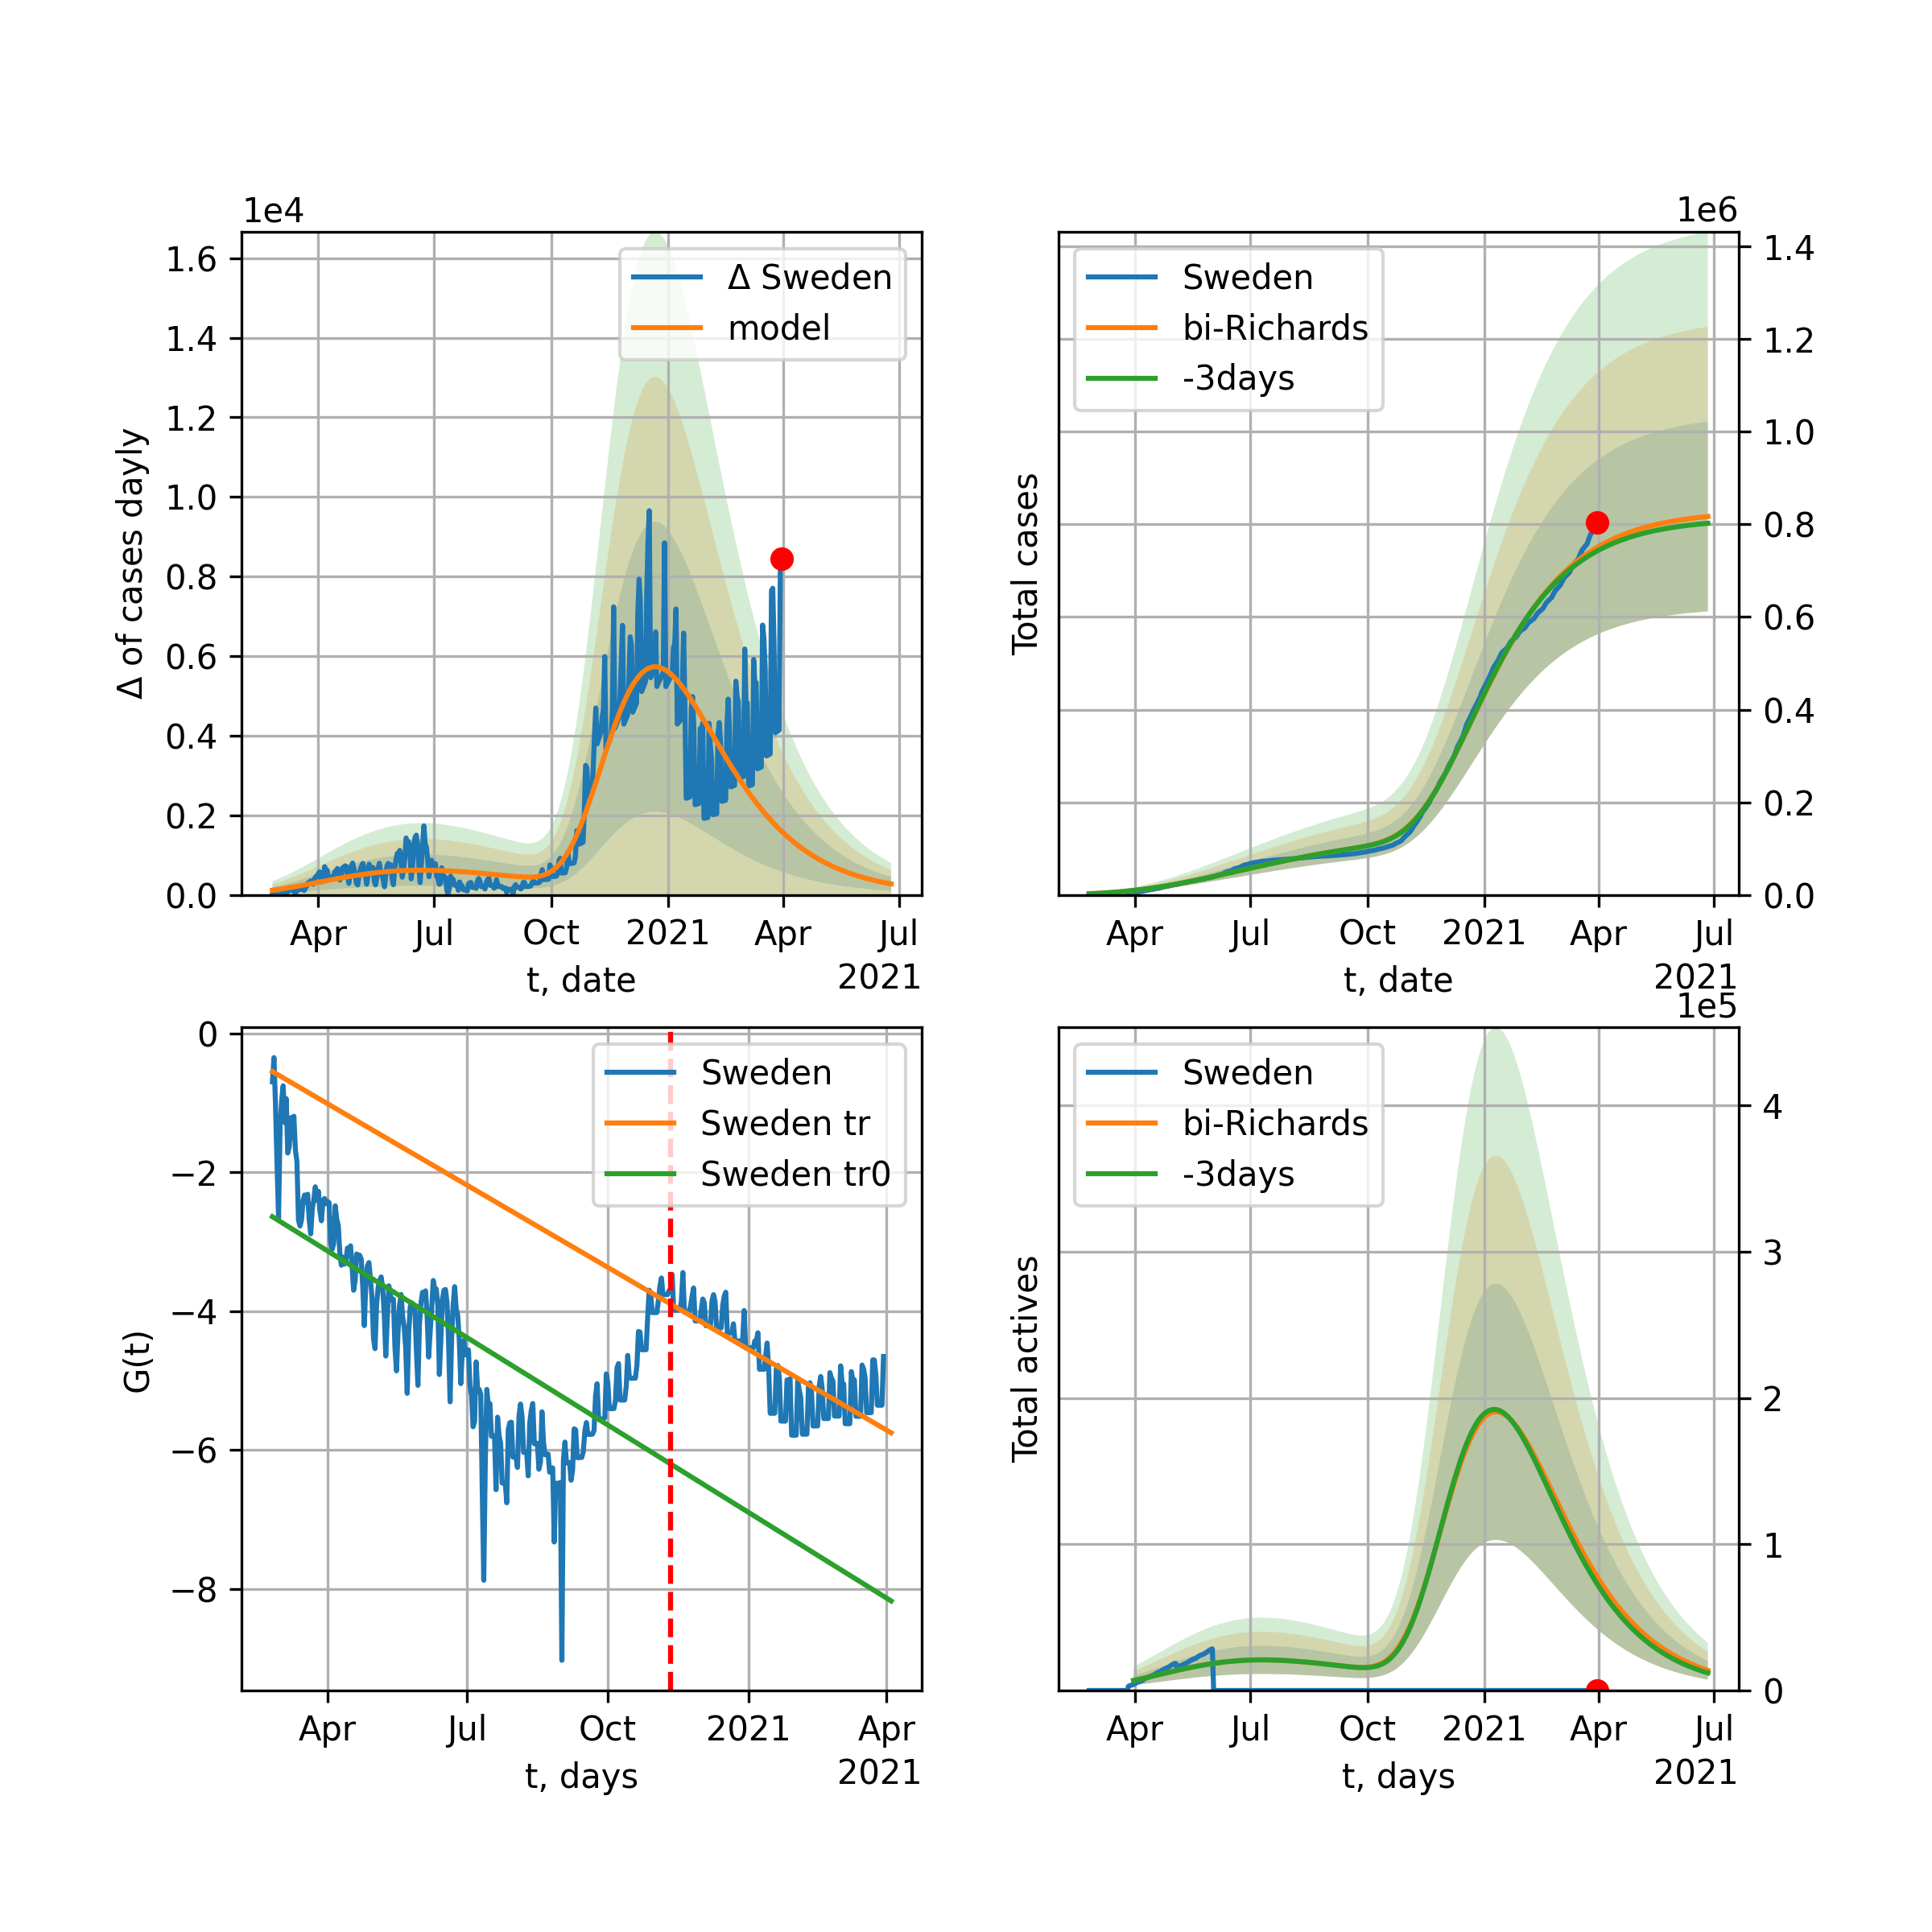 1e4
1.6
1.4
1.2
1.0
0.8
0.6
0.4
0.2
0.0
Δ of cases dayly
Δ Sweden
model
Apr
Jul
Oct
2021
Apr
Jul
2021
t, date
1e6
1.4
1.2
1.0
0.8
0.6
0.4
0.2
0.0
Total cases
Sweden
bi-Richards
-3days
Apr
Jul
Oct
2021
Apr
Jul
2021
t, date
0
−2
−4
−6
−8
G(t)
Sweden
Sweden tr
Sweden tr0
Apr
Jul
Oct
2021
Apr
2021
t, days
1e5
4
3
2
1
0
Total actives
Sweden
bi-Richards
-3days
Apr
Jul
Oct
2021
Apr
Jul
2021
t, days